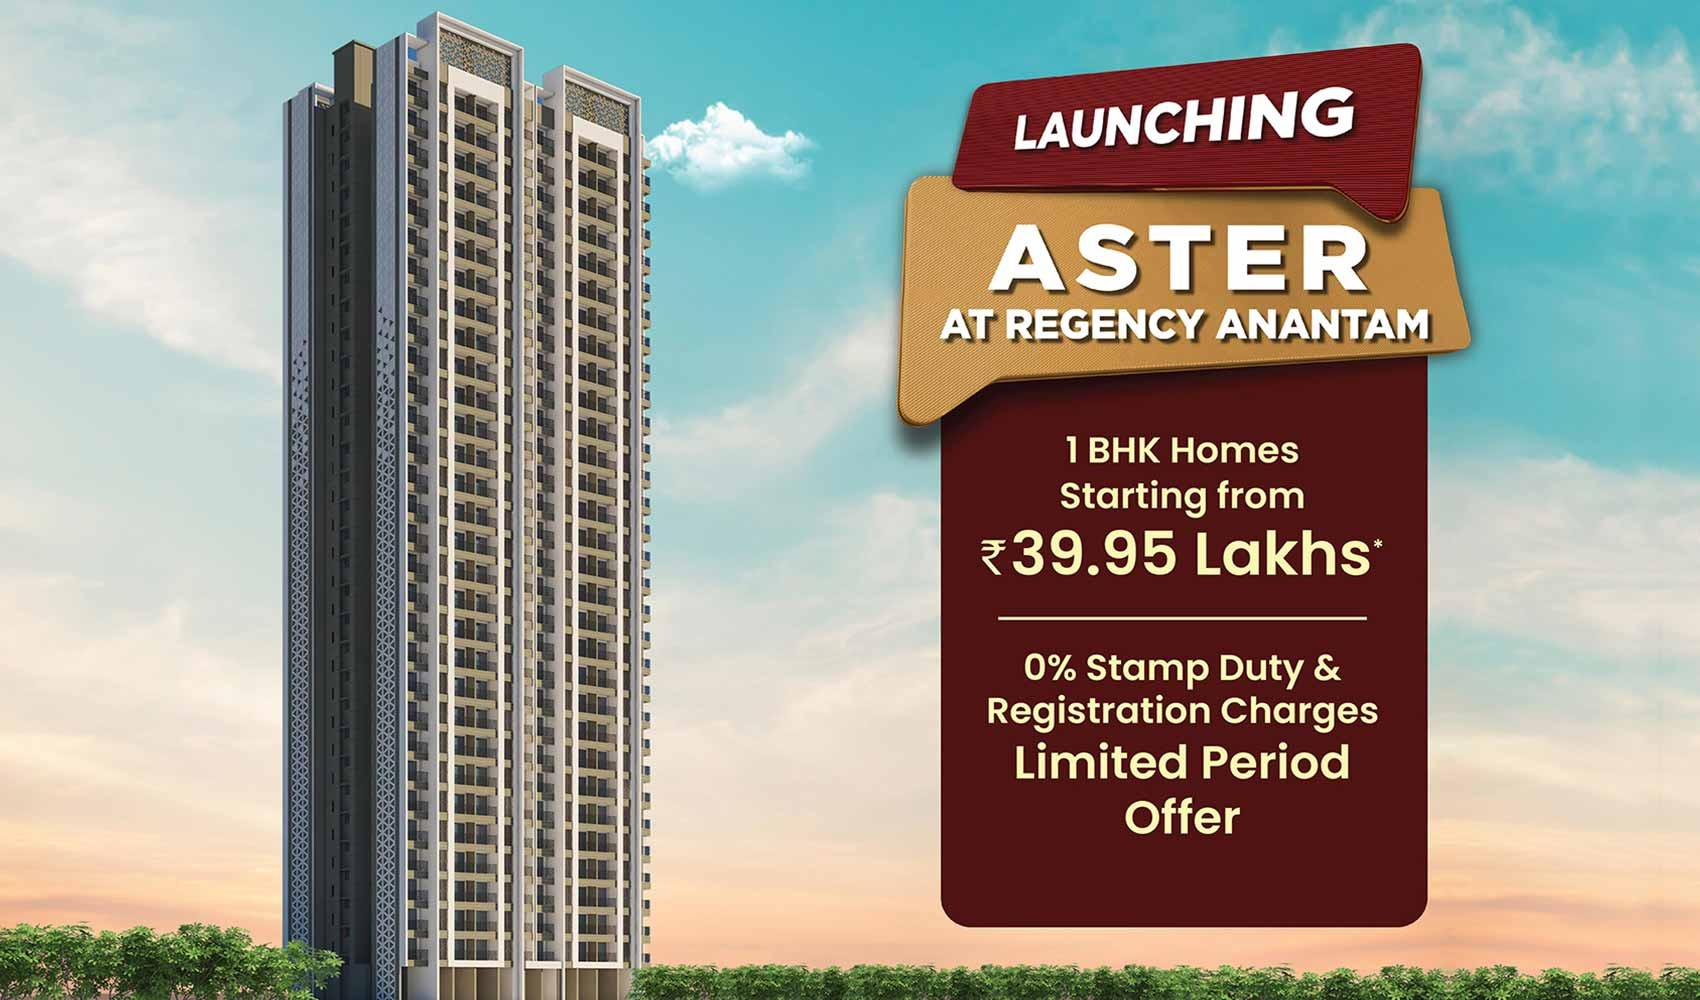 LAUNCHING
ASTER
AT REGENCY ANANTAM
1 BHK Homes
Starting from
₹39.95 Lakhs*
0% Stamp Duty &
Registration Charges
Limited Period
Offer